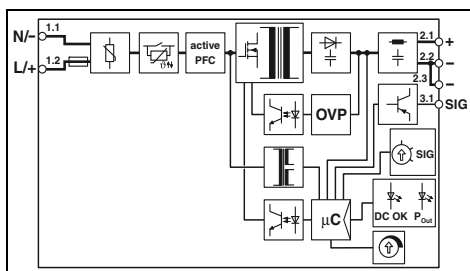 N/-
1.1
L/+
1.2
active
PFC
OVP
2.1
+
2.2
-
2.3
-
3.1
SIG
SIG
μC
DC OK
POut